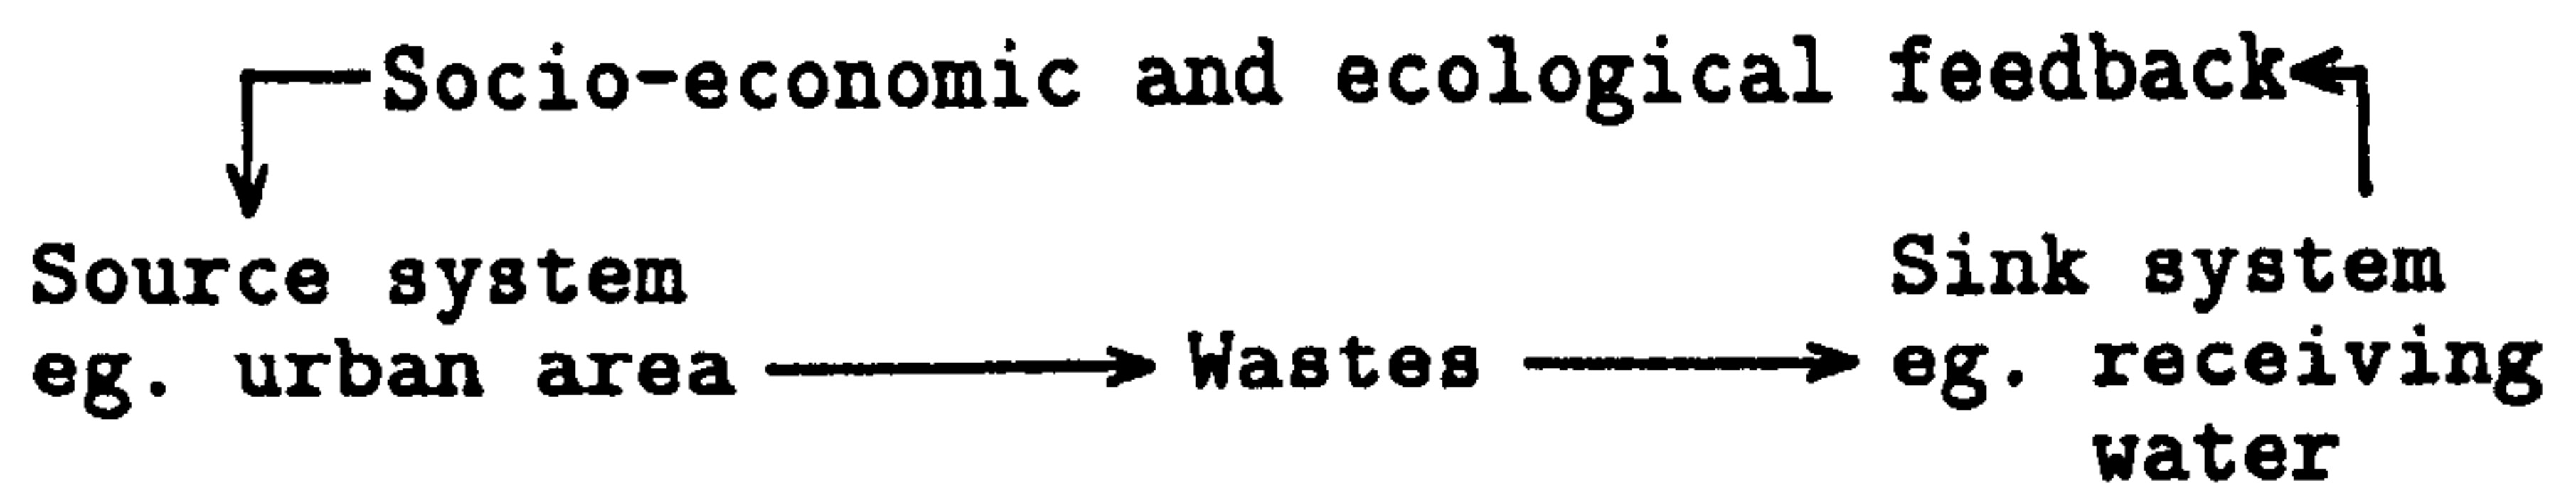 Socio-economic and ecological feedback
Source system
eg. urban area
Wastes
Sink system
eg. receiving
water